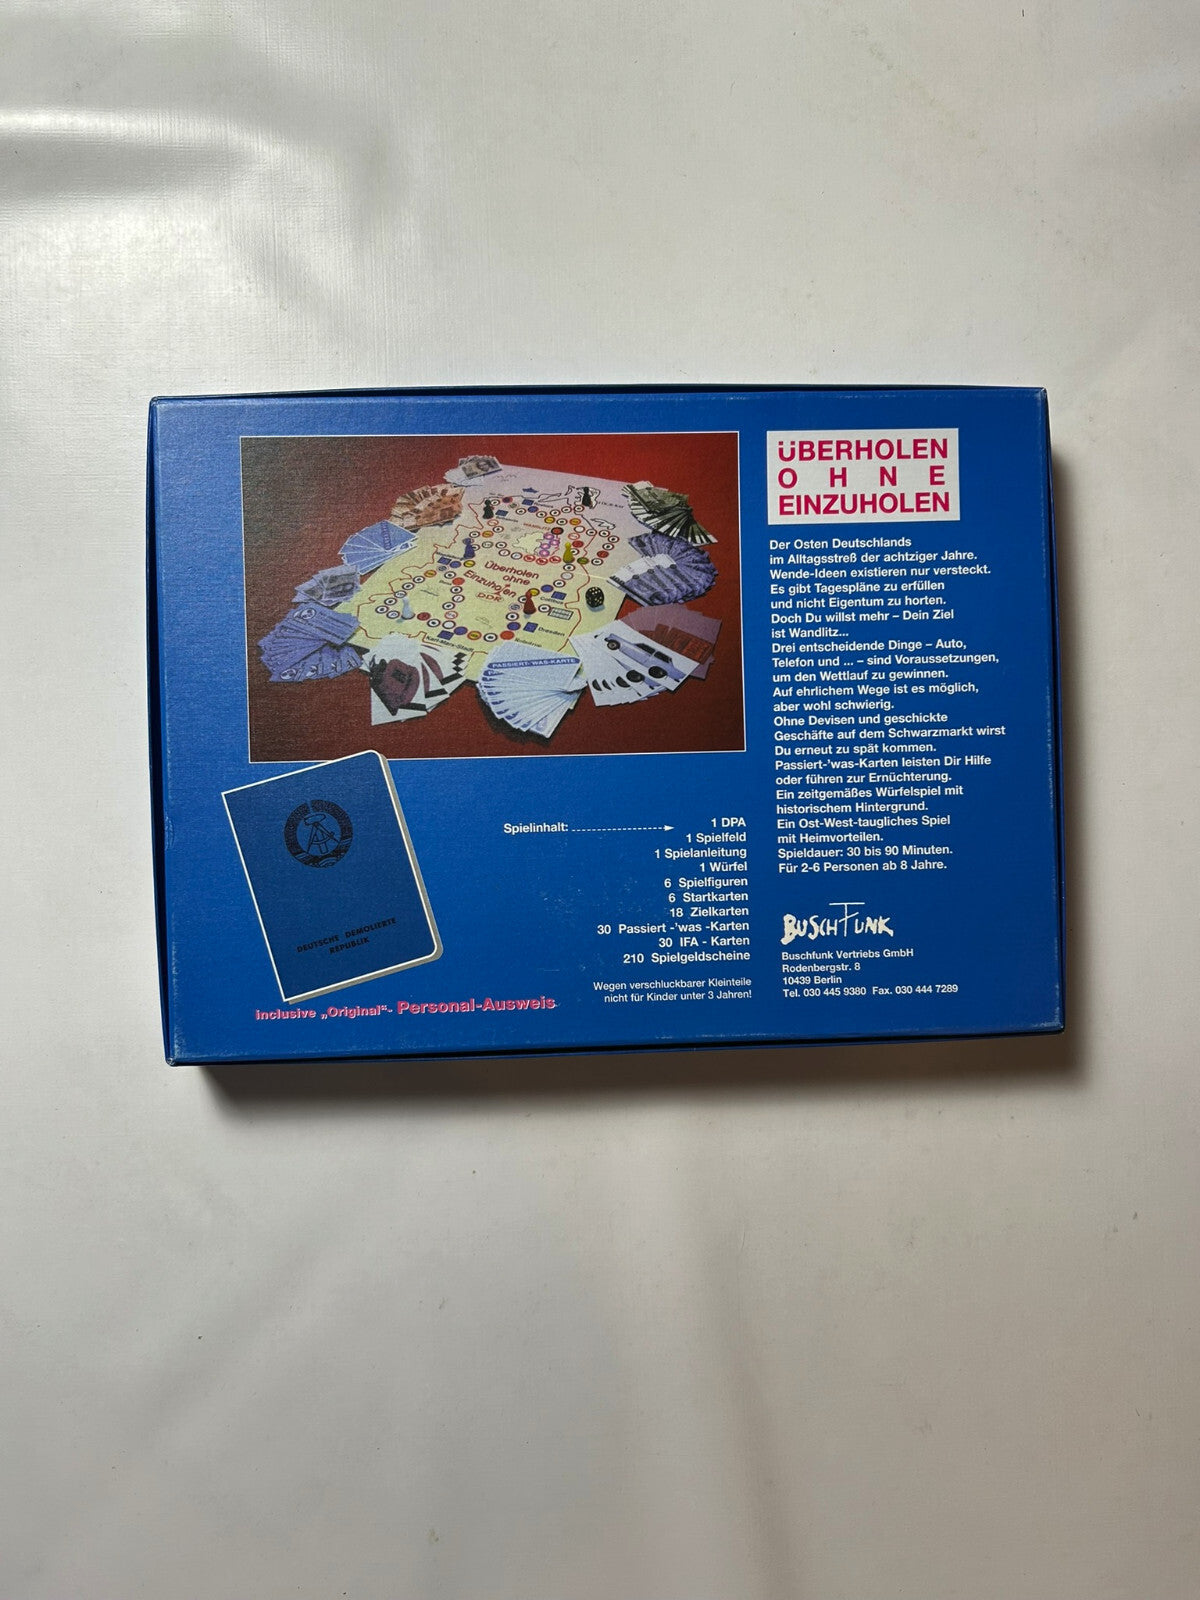 ÜBERHOLEN
OHNE
EINZUHOLEN
Der Osten Deutschlands
im Alltagsstreß der achtziger Jahre.
Wende-Ideen existieren nur versteckt.
Es gibt Tagespläne zu erfüllen
und nicht Eigentum zu horten.
Doch Du willst mehr – Dein Ziel
ist Wandlitz...
Drei entscheidende Dinge – Auto,
Telefon und ... – sind Voraussetzungen,
um den Wettlauf zu gewinnen.
Auf ehrlichem Wege ist es möglich,
aber wohl schwierig.
Ohne Devisen und geschickte
Geschäfte auf dem Schwarzmarkt wirst
Du erneut zu spät kommen.
Passiert-'was-Karten leisten Dir Hilfe
oder führen zur Ernüchterung.
Ein zeitgemäßes Würfelspiel mit
historischem Hintergrund.
Ein Ost-West-taugliches Spiel
mit Heimvorteilen.
Spieldauer: 30 bis 90 Minuten.
Für 2-6 Personen ab 8 Jahre.
BUSCHFUNK
Buschfunk Vertriebs GmbH
Rodenbergstr. 8
10439 Berlin
Tel. 030 445 9380 Fax. 030 444 7289
WANDLITZ
Überholen
ohne
Einzuholen
DDR
Dresden
Karl-Marx-Stadt
PASSIERT-'WAS-KARTE
DEUTSCHE DEMOLIERTE
REPUBLIK
inclusive „Original“- Personal-Ausweis
Spielinhalt:
1 DPA
1 Spielfeld
1 Spielanleitung
1 Würfel
6 Spielfiguren
6 Startkarten
18 Zielkarten
30 Passiert -'was -Karten
30 IFA - Karten
210 Spielgeldscheine
Wegen verschluckbarer Kleinteile
nicht für Kinder unter 3 Jahren!